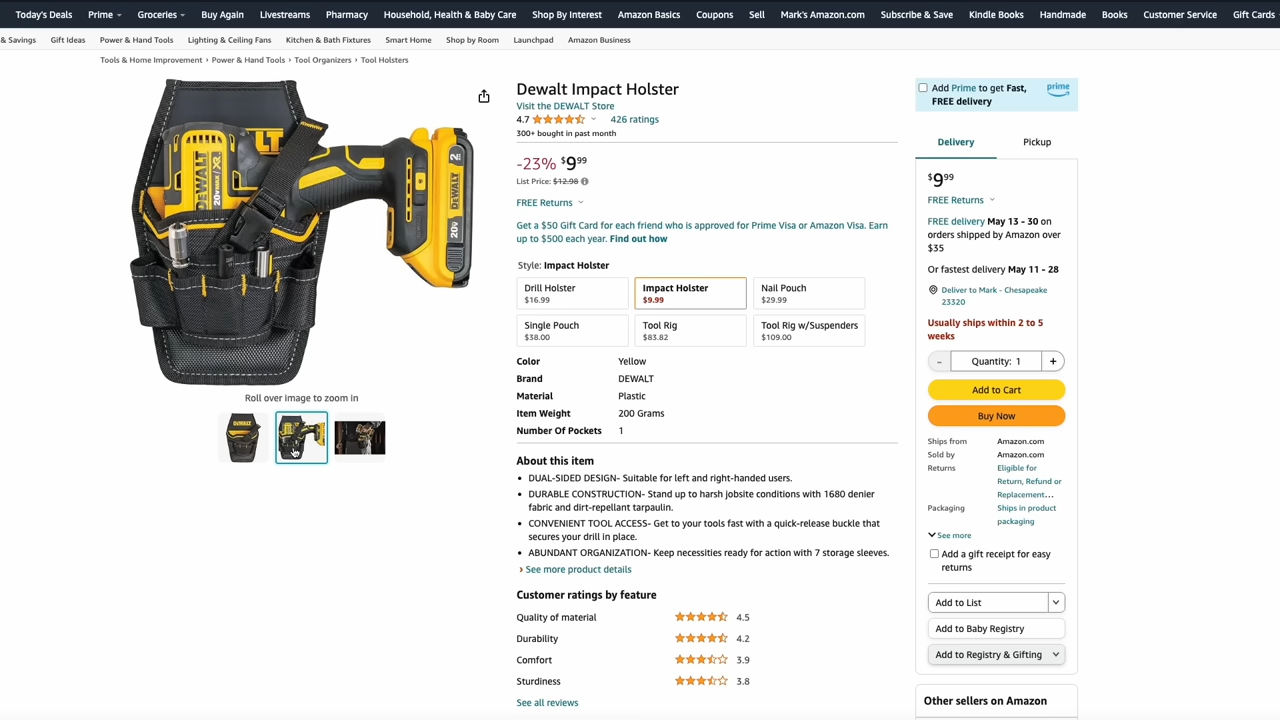 Today's Deals Prime Groceries Buy Again Livestreams Pharmacy Household, Health & Baby Care Shop By Interest Amazon Basics Coupons Sell Mark's Amazon.com Subscribe & Save Kindle Books Handmade Books Customer Service Gift Cards
& Savings Gift Ideas Power & Hand Tools Lighting & Ceiling Fans Kitchen & Bath Fixtures Smart Home Shop by Room Launchpad Amazon Business
Tools & Home Improvement › Power & Hand Tools › Tool Organizers › Tool Holsters
LT
DEWALT
20V MAX XR
2
DEWALT
20V
Roll over image to zoom in
Dewalt Impact Holster
Visit the DEWALT Store
4.7 426 ratings
300+ bought in past month
-23% $9.99
List Price: $12.98
FREE Returns
Get a $50 Gift Card for each friend who is approved for Prime Visa or Amazon Visa. Earn
up to $500 each year. Find out how
Style: Impact Holster
Drill Holster
$16.99
Impact Holster
$9.99
Nail Pouch
$29.99
Single Pouch
$38.00
Tool Rig
$83.82
Tool Rig w/Suspenders
$109.00
Color Yellow
Brand DEWALT
Material Plastic
Item Weight 200 Grams
Number Of Pockets 1
About this item
• DUAL-SIDED DESIGN- Suitable for left and right-handed users.
• DURABLE CONSTRUCTION- Stand up to harsh jobsite conditions with 1680 denier
fabric and dirt-repellant tarpaulin.
• CONVENIENT TOOL ACCESS- Get to your tools fast with a quick-release buckle that
secures your drill in place.
• ABUNDANT ORGANIZATION- Keep necessities ready for action with 7 storage sleeves.
› See more product details
Customer ratings by feature
Quality of material 4.5
Durability 4.2
Comfort 3.9
Sturdiness 3.8
See all reviews
Add Prime to get Fast,
FREE delivery
prime
Delivery Pickup
$9.99
FREE Returns
FREE delivery May 13 - 30 on
orders shipped by Amazon over
$35
Or fastest delivery May 11 - 28
Deliver to Mark - Chesapeake
23320
Usually ships within 2 to 5
weeks
- Quantity: 1 +
Add to Cart
Buy Now
Ships from Amazon.com
Sold by Amazon.com
Returns Eligible for
Return, Refund or
Replacement...
Packaging Ships in product
packaging
See more
Add a gift receipt for easy
returns
Add to List
Add to Baby Registry
Add to Registry & Gifting
Other sellers on Amazon